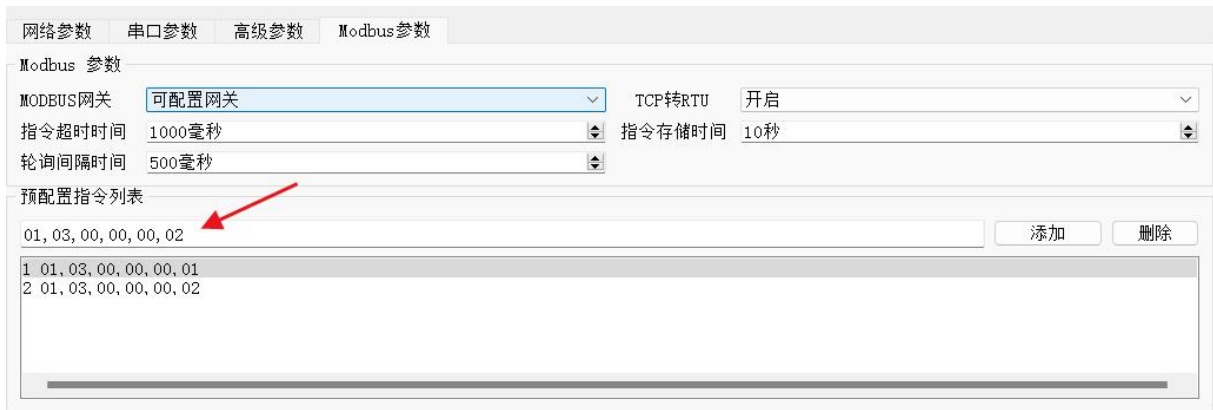 网络参数 串口参数 高级参数 Modbus参数
Modbus 参数
MODBUS网关 可配置网关 TCP转RTU 开启
指令超时时间 1000毫秒 指令存储时间 10秒
轮询间隔时间 500毫秒
预配置指令列表
01,03,00,00,00,02 添加 删除
1 01,03,00,00,00,01
2 01,03,00,00,00,02